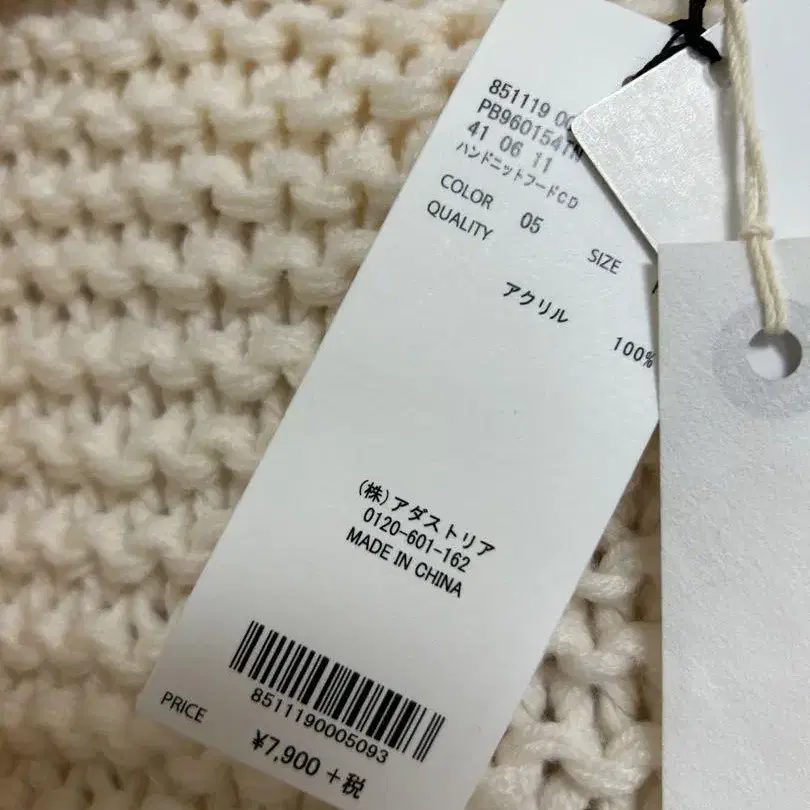 851119 00
PB9601547N
41 06 11
ハンドニットフードCD
COLOR 05 SIZE
QUALITY
アクリル 100%
(株)アダストリア
0120-601-162
MADE IN CHINA
8511190005093
PRICE
¥7,900 +税